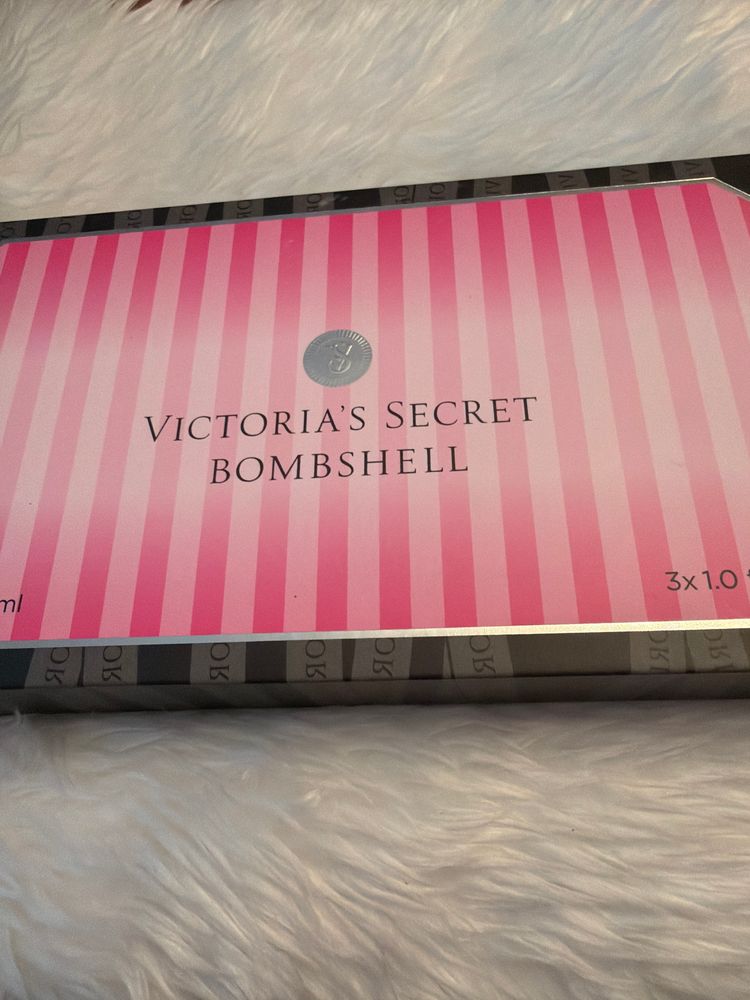 VICTORIA'S SECRET
BOMBSHELL
ml
3x1.0